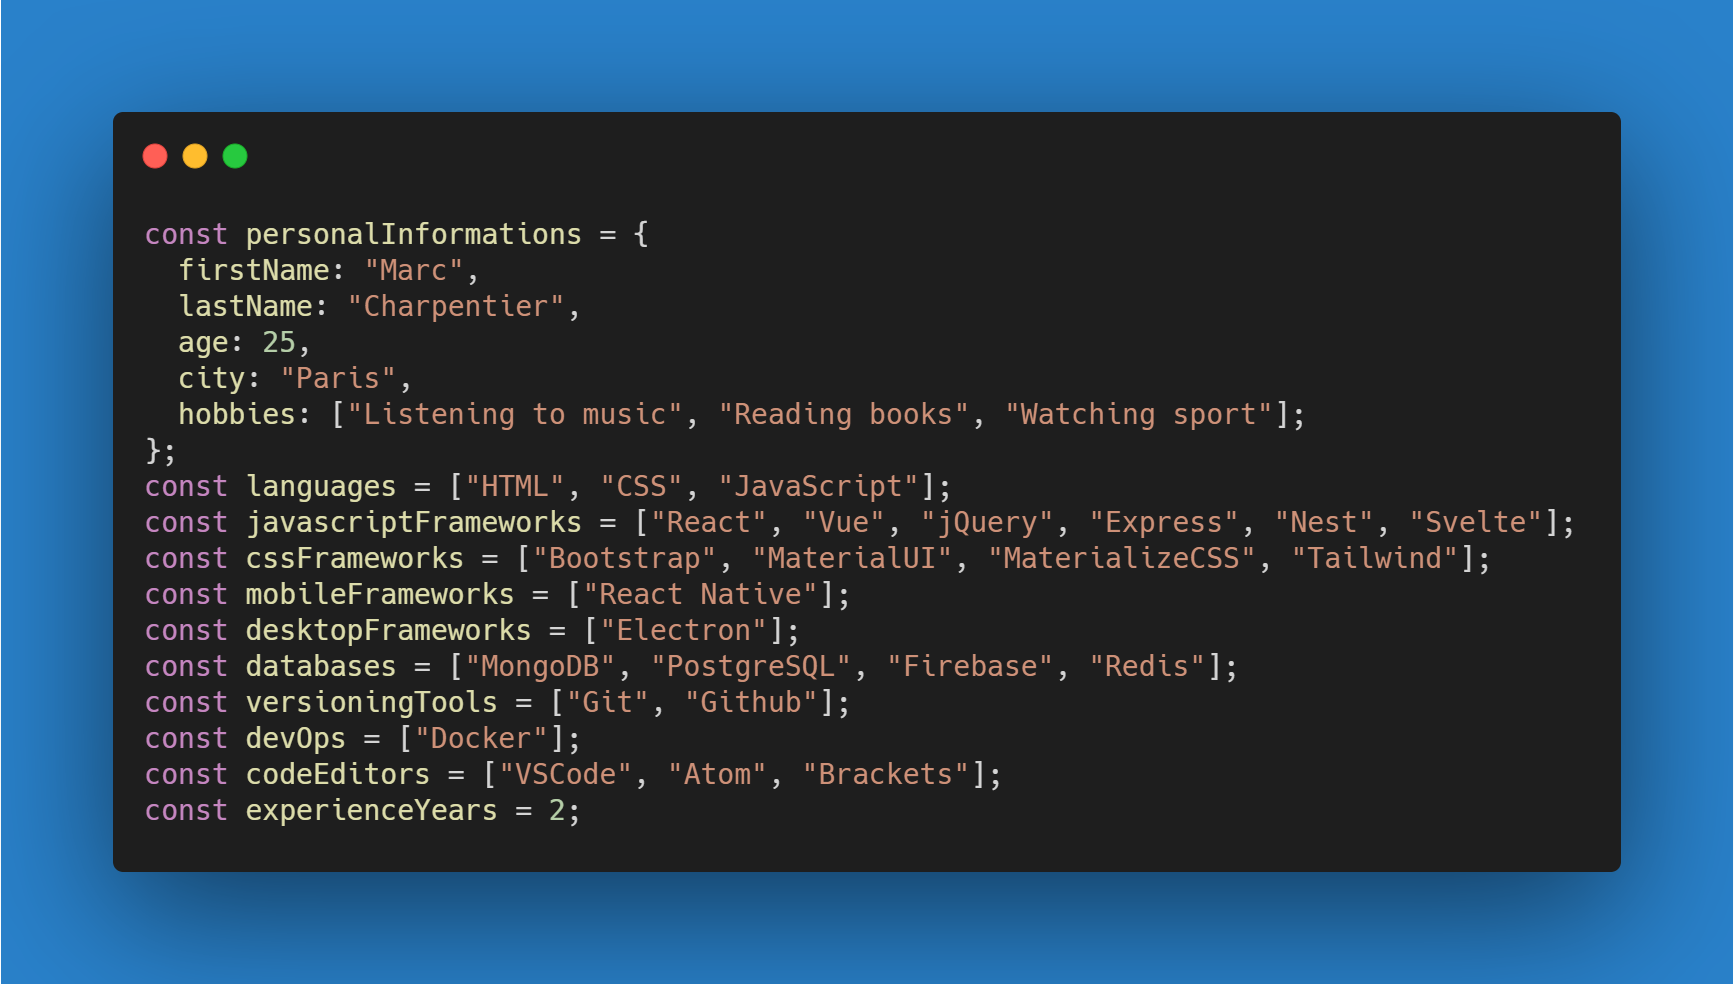 const personalInformations = {
  firstName: "Marc",
  lastName: "Charpentier",
  age: 25,
  city: "Paris",
  hobbies: ["Listening to music", "Reading books", "Watching sport"];
};
const languages = ["HTML", "CSS", "JavaScript"];
const javascriptFrameworks = ["React", "Vue", "jQuery", "Express", "Nest", "Svelte"];
const cssFrameworks = ["Bootstrap", "MaterialUI", "MaterializeCSS", "Tailwind"];
const mobileFrameworks = ["React Native"];
const desktopFrameworks = ["Electron"];
const databases = ["MongoDB", "PostgreSQL", "Firebase", "Redis"];
const versioningTools = ["Git", "Github"];
const devOps = ["Docker"];
const codeEditors = ["VSCode", "Atom", "Brackets"];
const experienceYears = 2;